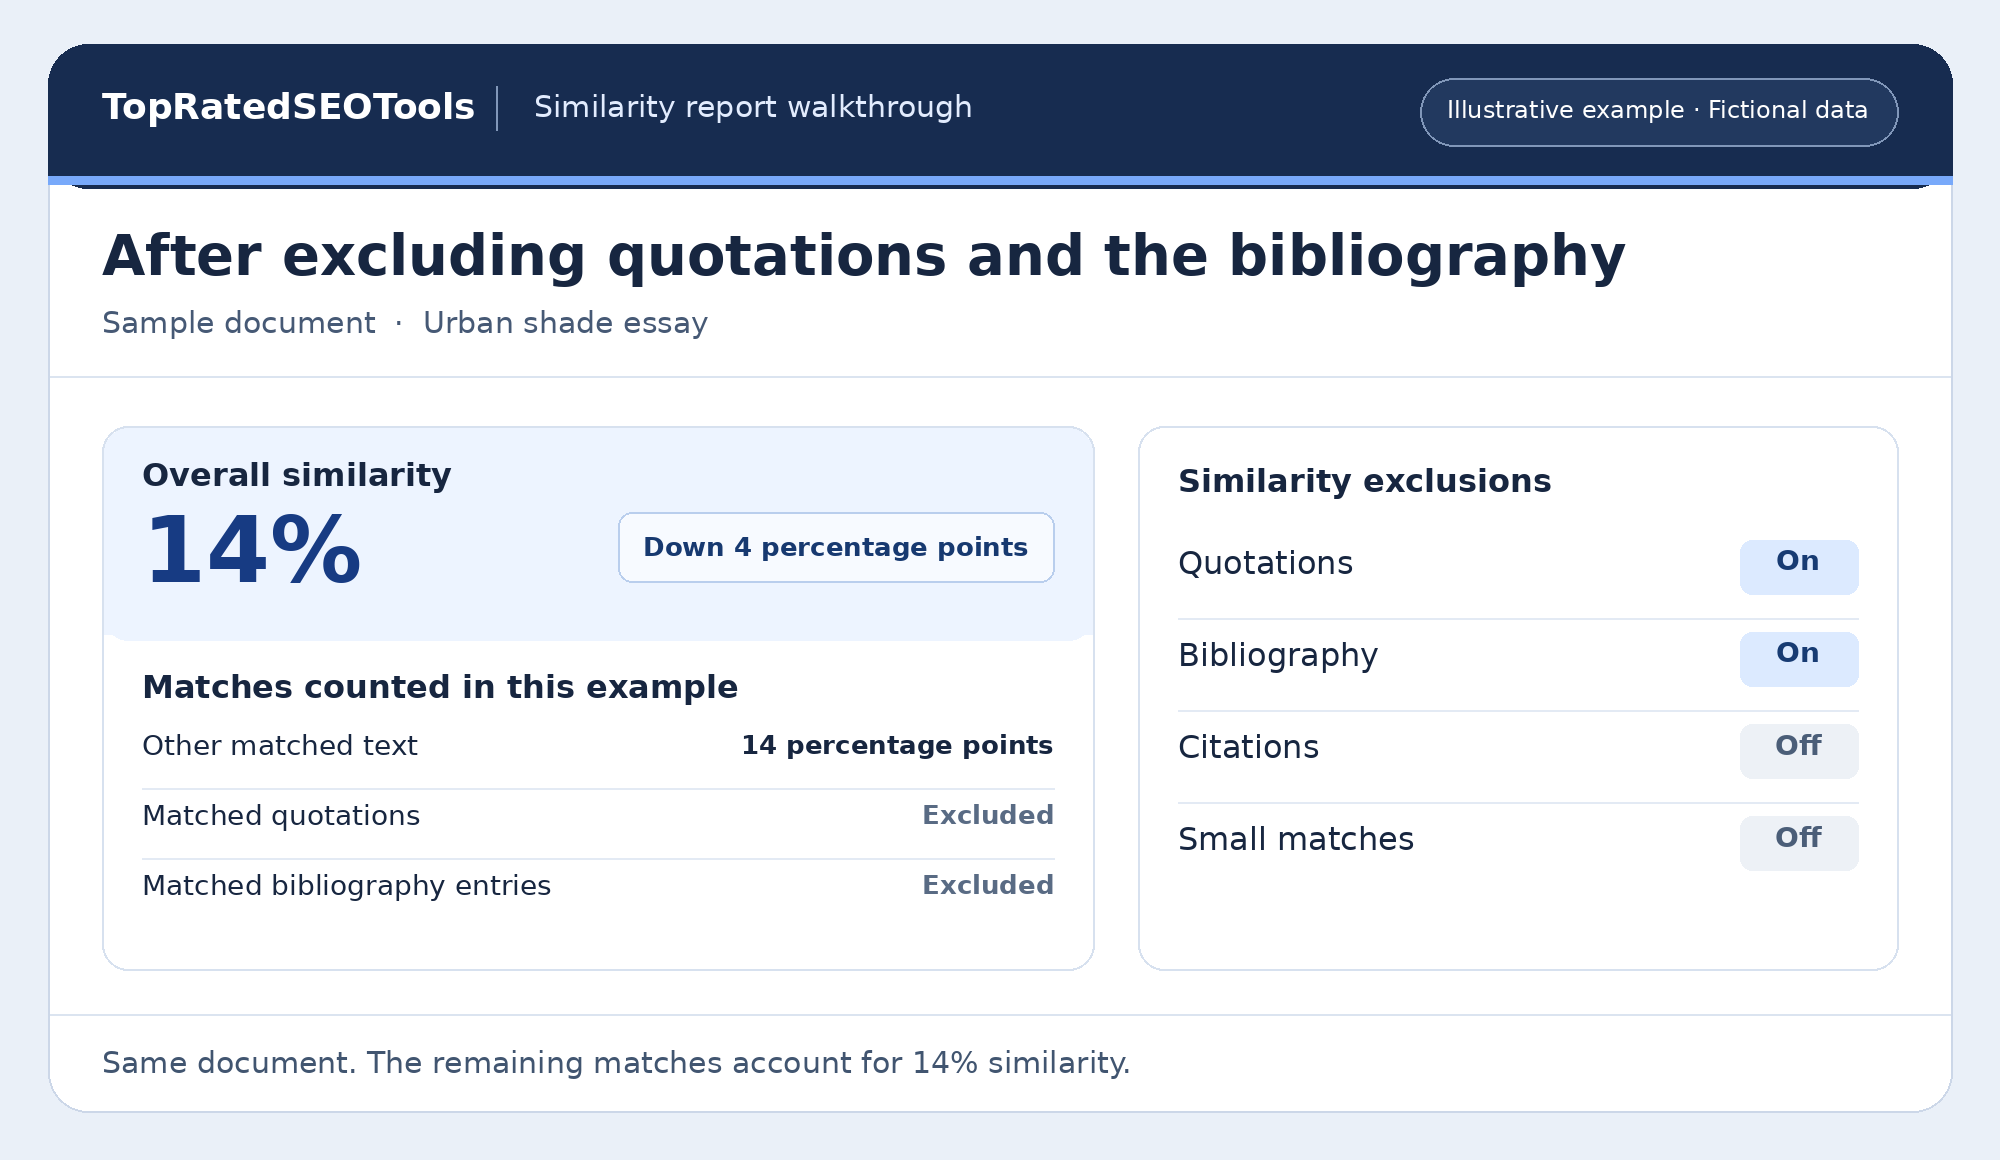 TopRatedSEOTools
Similarity report walkthrough
Illustrative example · Fictional data
After excluding quotations and the bibliography
Sample document · Urban shade essay
Overall similarity
14%
Down 4 percentage points
Matches counted in this example
Other matched text 14 percentage points
Matched quotations Excluded
Matched bibliography entries Excluded
Similarity exclusions
Quotations On
Bibliography On
Citations Off
Small matches Off
Same document. The remaining matches account for 14% similarity.